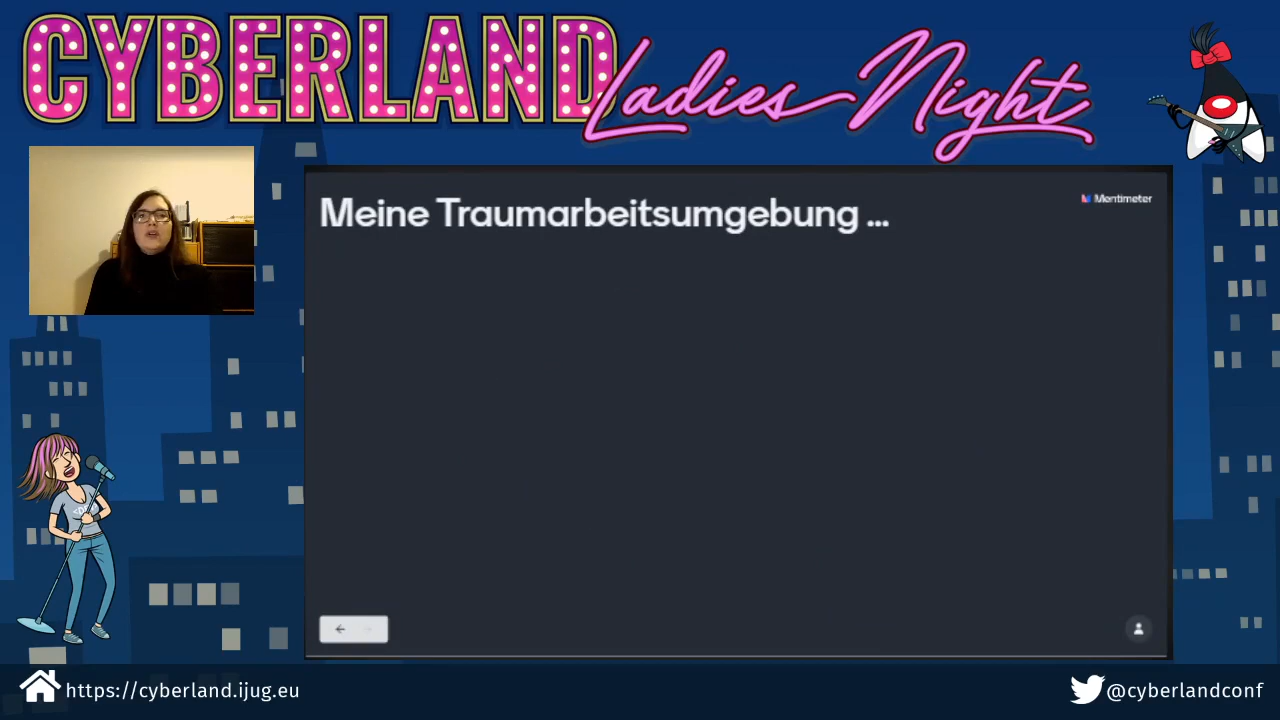 CYBERLAND
Ladies Night
Meine Traumarbeitsumgebung ...
Mentimeter
https://cyberland.ijug.eu
@cyberlandconf